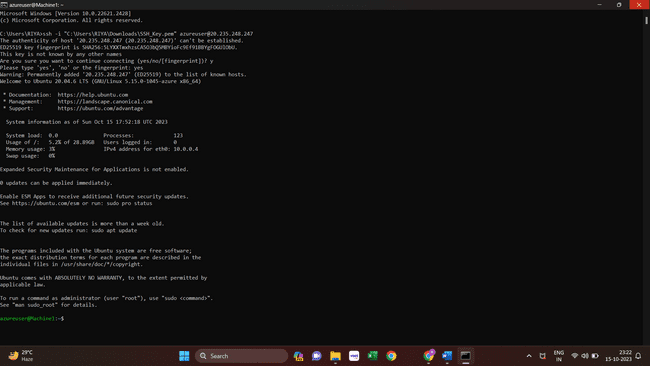 azureuser@Machine1: ~
Microsoft Windows [Version 10.0.22621.2428]
(c) Microsoft Corporation. All rights reserved.
C:\Users\RIYA>ssh -i "C:\Users\RIYA\Downloads\SSH_Key.pem" azureuser@20.235.248.247
The authenticity of host '20.235.248.247 (20.235.248.247)' can't be established.
This key is not known by any other names
Are you sure you want to continue connecting (yes/no/[fingerprint])? y
Please type 'yes', 'no' or the fingerprint: yes
Warning: Permanently added '20.235.248.247' (ED25519) to the list of known hosts.
Welcome to Ubuntu 20.04.6 LTS (GNU/Linux 5.15.0-1045-azure x86_64)
* Documentation: https://help.ubuntu.com
* Management: https://landscape.canonical.com
* Support: https://ubuntu.com/advantage
System information as of Sun Oct 15 17:52:18 UTC 2023
System load: 0.0 Processes: 123
Usage of /: 5.2% of 28.89GB Users logged in: 0
Memory usage: 3% IPv4 address for eth0: 10.0.0.4
Swap usage: 0%
Expanded Security Maintenance for Applications is not enabled.
0 updates can be applied immediately.
Enable ESM Apps to receive additional future security updates.
See https://ubuntu.com/esm or run: sudo pro status
The list of available updates is more than a week old.
To check for new updates run: sudo apt update
The programs included with the Ubuntu system are free software;
the exact distribution terms for each program are described in the
individual files in /usr/share/doc/*/copyright.
Ubuntu comes with ABSOLUTELY NO WARRANTY, to the extent permitted by
applicable law.
To run a command as administrator (user "root"), use "sudo <command>".
See "man sudo_root" for details.
azureuser@Machine1:~$
29°C
Haze
Search
ENG
IN
23:22
15-10-2023